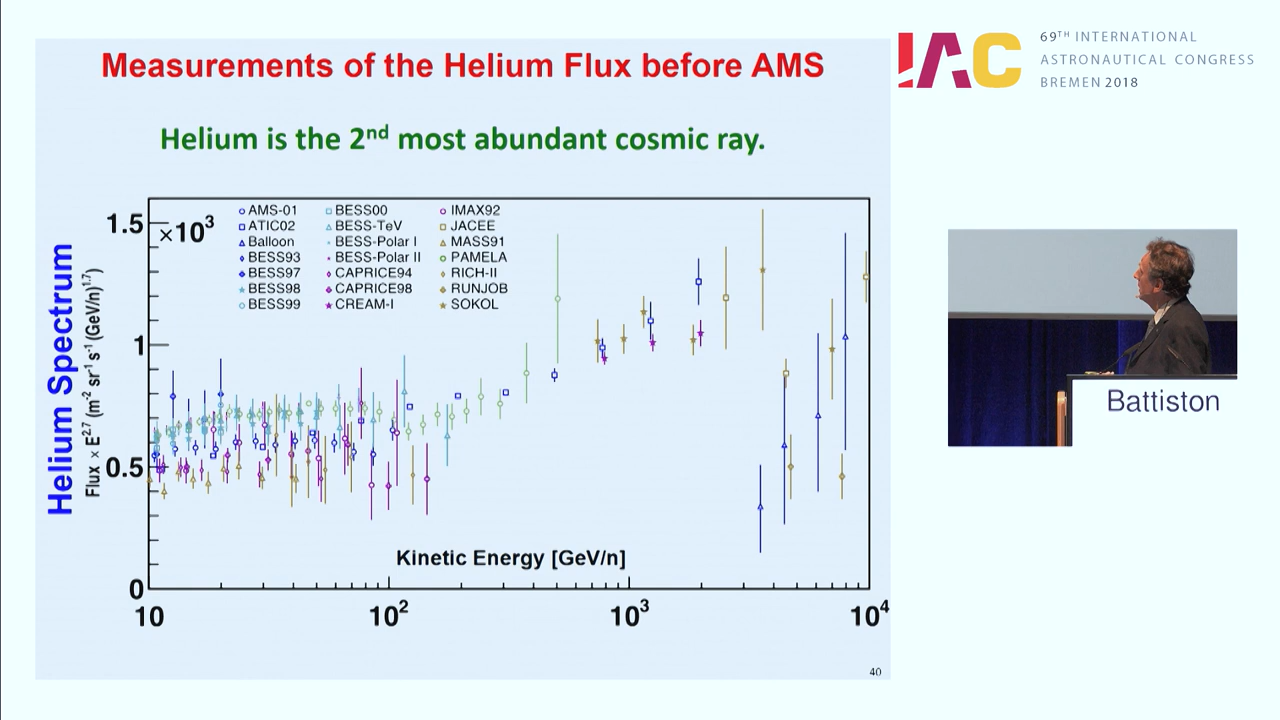 Measurements of the Helium Flux before AMS
Helium is the 2nd most abundant cosmic ray.
IAC
69TH INTERNATIONAL
ASTRONAUTICAL CONGRESS
BREMEN 2018
Helium Spectrum
Flux × E2.7 (m-2 sr-1 s-1 (GeV/n)1.7)
×103
1.5
1
0.5
0
AMS-01
ATIC02
Balloon
BESS93
BESS97
BESS98
BESS99
BESS00
BESS-TeV
BESS-Polar I
BESS-Polar II
CAPRICE94
CAPRICE98
CREAM-I
IMAX92
JACEE
MASS91
PAMELA
RICH-II
RUNJOB
SOKOL
Kinetic Energy [GeV/n]
10 102 103 104
40
Battiston